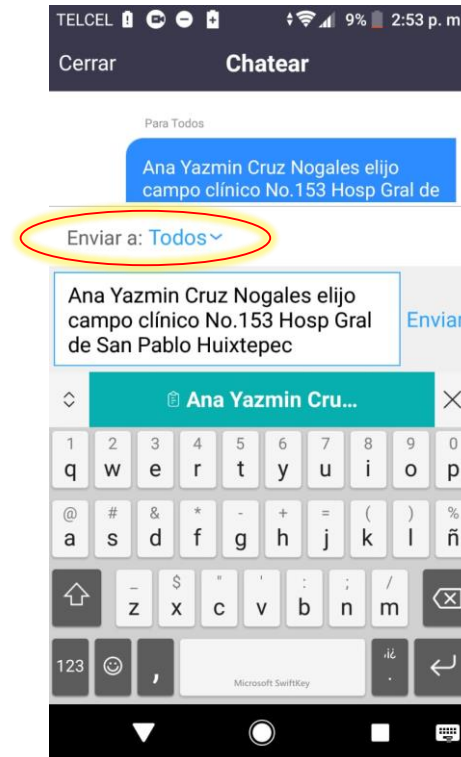 TELCEL 9% 2:53 p. m
Cerrar Chatear
Para Todos
Ana Yazmin Cruz Nogales elijo
campo clínico No.153 Hosp Gral de
Enviar a: Todos
Ana Yazmin Cruz Nogales elijo
campo clínico No.153 Hosp Gral
de San Pablo Huixtepec
Enviar
Ana Yazmin Cru...
1 2 3 4 5 6 7 8 9 0
q w e r t y u i o p
@ # & * - + = ( ) %
a s d f g h j k l ñ
_ $ " ' : ; /
z x c v b n m
123 , Microsoft SwiftKey .